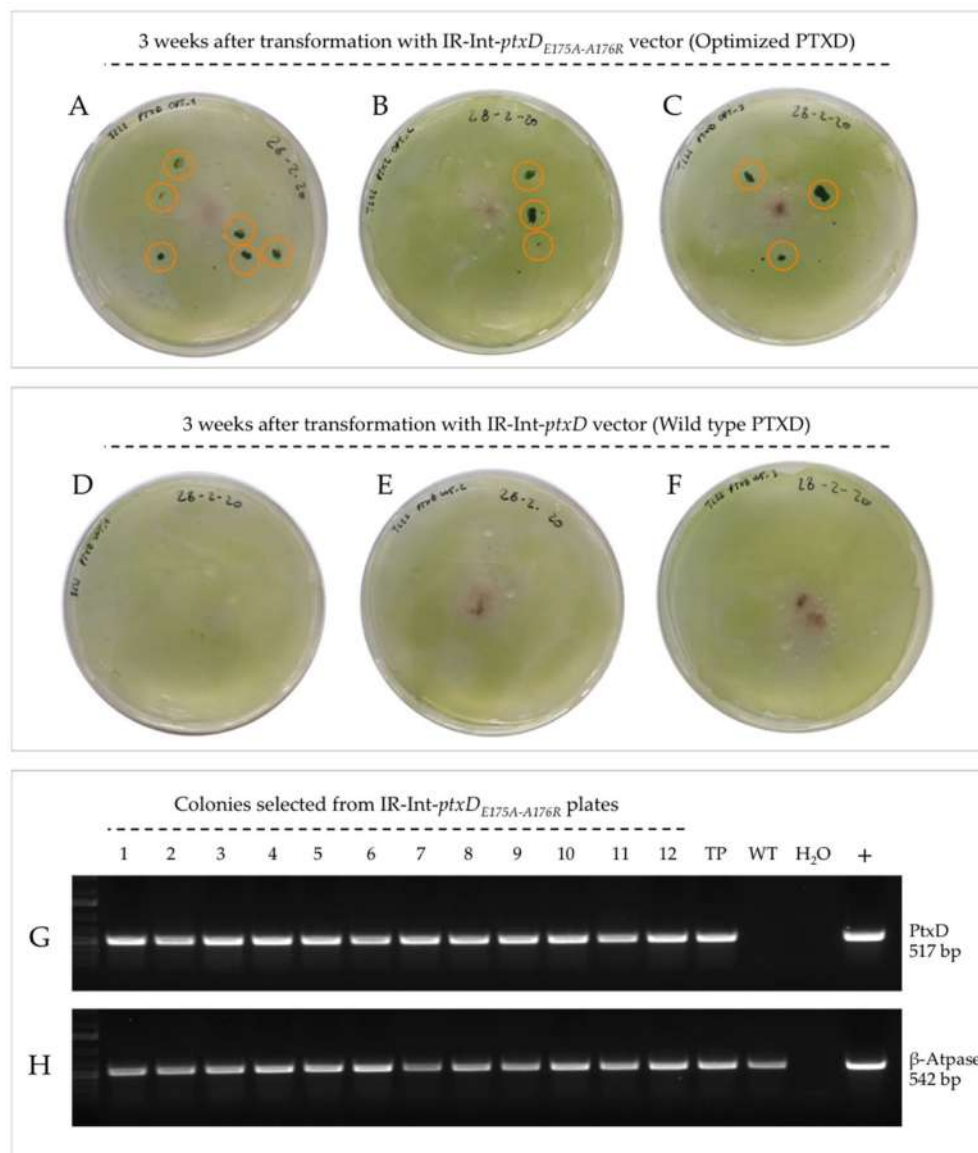 3 weeks after transformation with IR-Int-ptxD_E175A-A176R vector (Optimized PTXD)
A
B
C
28-2-20
28-2-20
28-2-20
3 weeks after transformation with IR-Int-ptxD vector (Wild type PTXD)
D
E
F
28-2-20
28-2-20
28-2-20
Colonies selected from IR-Int-ptxD_E175A-A176R plates
1 2 3 4 5 6 7 8 9 10 11 12 TP WT H₂O +
G
PtxD
517 bp
H
β-Atpase
542 bp